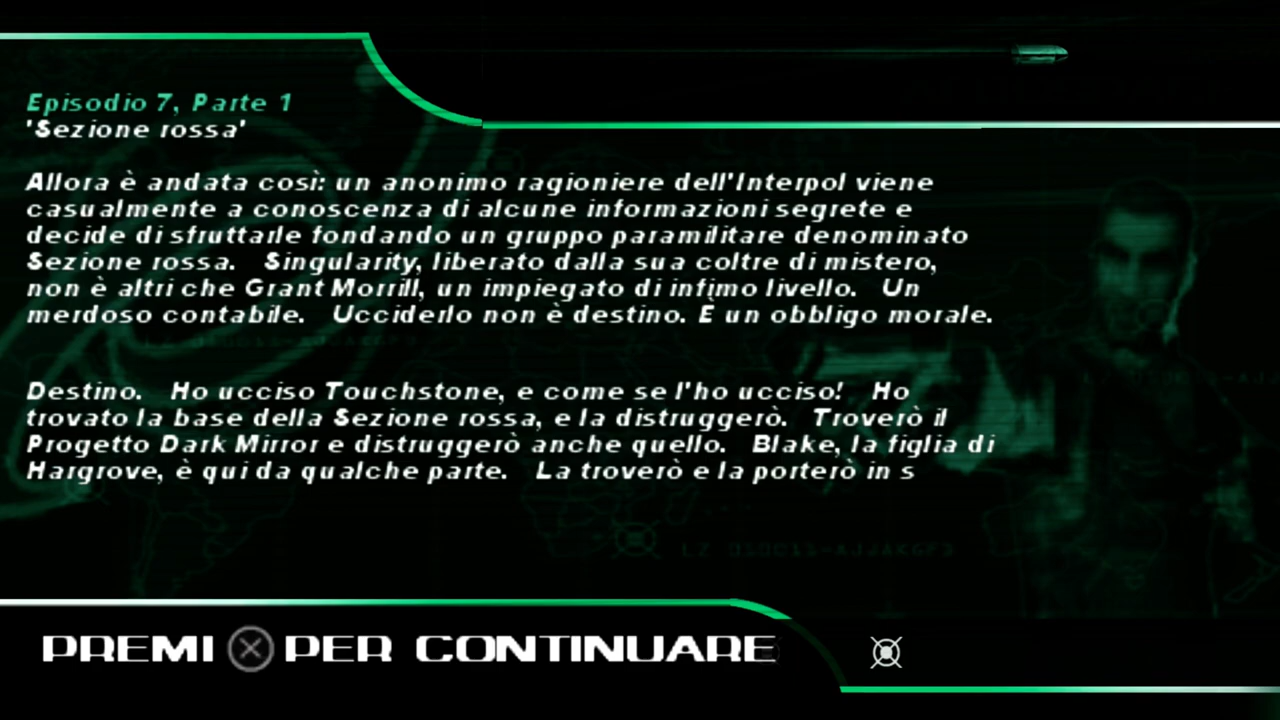 Episodio 7, Parte 1
'Sezione rossa'
Allora è andata così: un anonimo ragioniere dell'Interpol viene
casualmente a conoscenza di alcune informazioni segrete e
decide di sfruttarle fondando un gruppo paramilitare denominato
Sezione rossa. Singularity, liberato dalla sua coltre di mistero,
non è altri che Grant Morrill, un impiegato di infimo livello. Un
merdoso contabile. Ucciderlo non è destino. È un obbligo morale.
Destino. Ho ucciso Touchstone, e come se l'ho ucciso! Ho
trovato la base della Sezione rossa, e la distruggerò. Troverò il
Progetto Dark Mirror e distruggerò anche quello. Blake, la figlia di
Hargrove, è qui da qualche parte. La troverò e la porterò in s
PREMI PER CONTINUARE